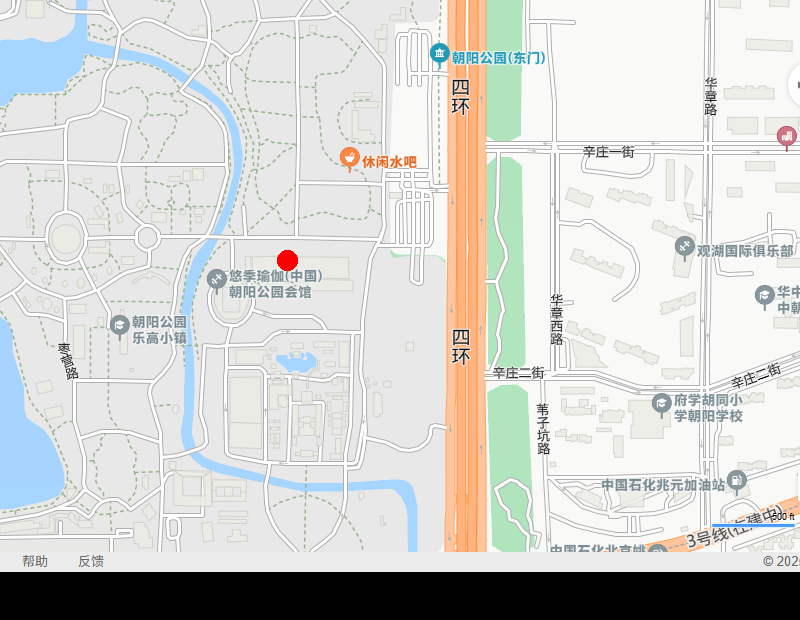 朝阳公园(东门)
四环
华章路
辛庄一街
休闲水吧
观湖国际俱乐部
悠季瑜伽(中国)
朝阳公园会馆
华中
中朝
朝阳公园
乐高小镇
华章西路
四环
枣营路
辛庄二街
辛庄二街
府学胡同小
学朝阳学校
苇子坑路
中国石化兆元加油站
500 ft
3号线(在建中)
中国石化北京姚
帮助
反馈
© 202